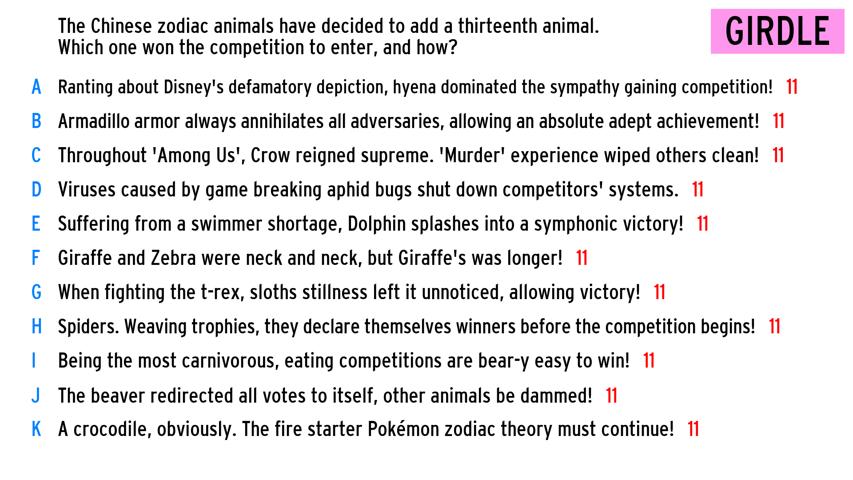 The Chinese zodiac animals have decided to add a thirteenth animal.
Which one won the competition to enter, and how?
GIRDLE
A Ranting about Disney's defamatory depiction, hyena dominated the sympathy gaining competition! 11
B Armadillo armor always annihilates all adversaries, allowing an absolute adept achievement! 11
C Throughout 'Among Us', Crow reigned supreme. 'Murder' experience wiped others clean! 11
D Viruses caused by game breaking aphid bugs shut down competitors' systems. 11
E Suffering from a swimmer shortage, Dolphin splashes into a symphonic victory! 11
F Giraffe and Zebra were neck and neck, but Giraffe's was longer! 11
G When fighting the t-rex, sloths stillness left it unnoticed, allowing victory! 11
H Spiders. Weaving trophies, they declare themselves winners before the competition begins! 11
I Being the most carnivorous, eating competitions are bear-y easy to win! 11
J The beaver redirected all votes to itself, other animals be dammed! 11
K A crocodile, obviously. The fire starter Pokémon zodiac theory must continue! 11